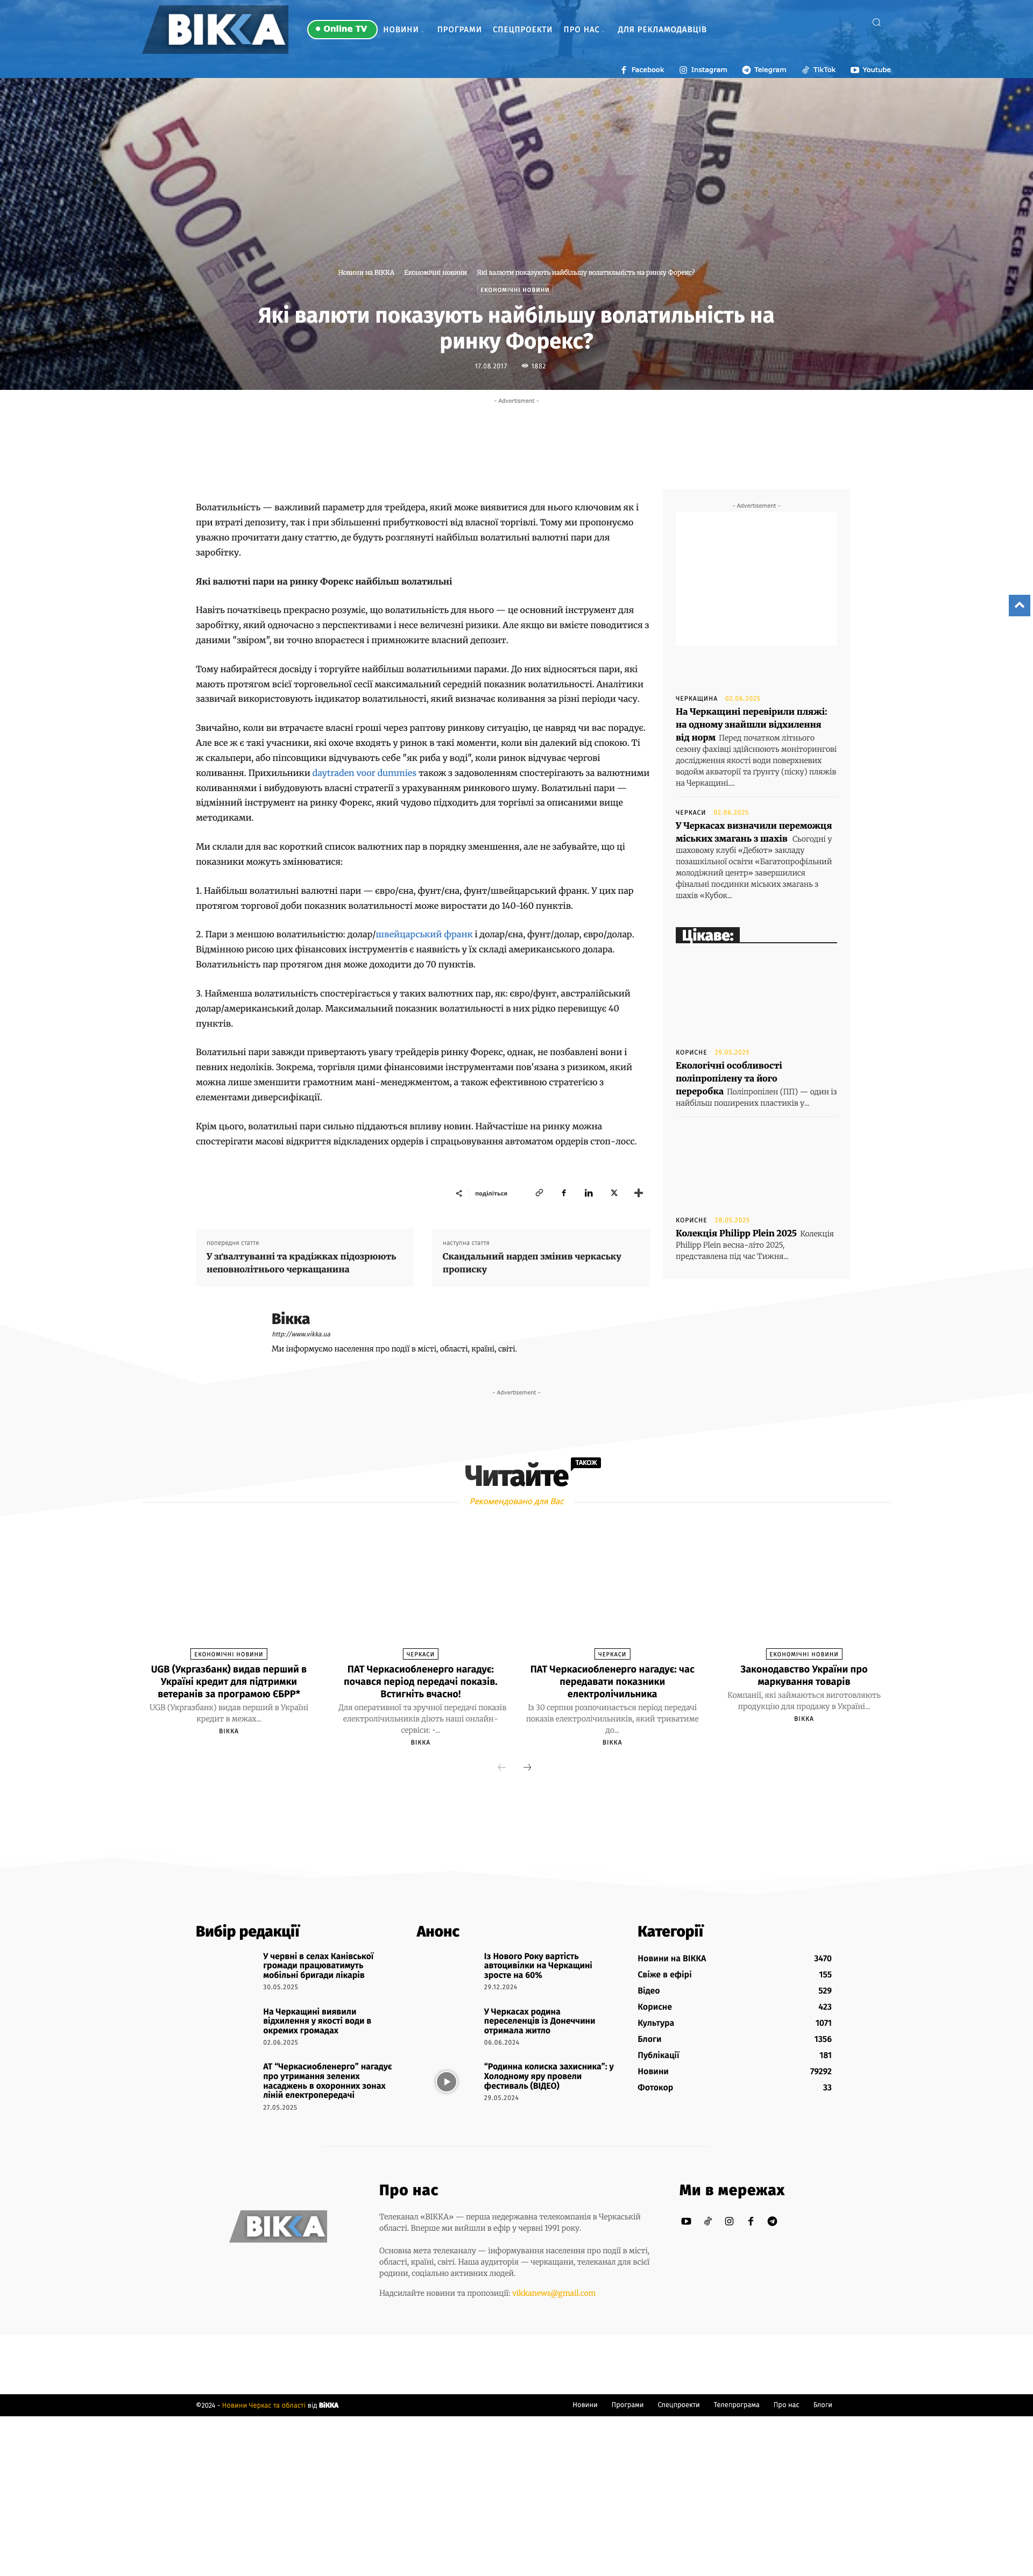 ВІККА
Online TV
НОВИНИ
ПРОГРАМИ
СПЕЦПРОЕКТИ
ПРО НАС
ДЛЯ РЕКЛАМОДАВЦІВ
Facebook
Instagram
Telegram
TikTok
Youtube
EURO
EURO
Новини на ВІККА
Економічні новини
Які валюти показують найбільшу волатильність на ринку Форекс?
ЕКОНОМІЧНІ НОВИНИ
Які валюти показують найбільшу волатильність на
ринку Форекс?
17.08.2017
1882
- Advertisment -
Волатильність — важливий параметр для трейдера, який може виявитися для нього ключовим як і
при втраті депозиту, так і при збільшенні прибутковості від власної торгівлі. Тому ми пропонуємо
уважно прочитати дану статтю, де будуть розглянуті найбільш волатильні валютні пари для
заробітку.
Які валютні пари на ринку Форекс найбільш волатильні
Навіть початківець прекрасно розуміє, що волатильність для нього — це основний інструмент для
заробітку, який одночасно з перспективами і несе величезні ризики. Але якщо ви вмієте поводитися з
даними "звіром", ви точно впораєтеся і примножите власний депозит.
Тому набирайтеся досвіду і торгуйте найбільш волатильними парами. До них відносяться пари, які
мають протягом всієї торговельної сесії максимальний середній показник волатильності. Аналітики
зазвичай використовують індикатор волатильності, який визначає коливання за різні періоди часу.
Звичайно, коли ви втрачаєте власні гроші через раптову ринкову ситуацію, це навряд чи вас порадує.
Але все ж є такі учасники, які охоче входять у ринок в такі моменти, коли він далекий від спокою. Ті
ж скальпери, або піпсовщики відчувають себе "як риба у воді", коли ринок відчуває чергові
коливання. Прихильники daytraden voor dummies також з задоволенням спостерігають за валютними
коливаннями і вибудовують власні стратегії з урахуванням ринкового шуму. Волатильні пари —
відмінний інструмент на ринку Форекс, який чудово підходить для торгівлі за описаними вище
методиками.
Ми склали для вас короткий список валютних пар в порядку зменшення, але не забувайте, що ці
показники можуть змінюватися:
1. Найбільш волатильні валютні пари — євро/єна, фунт/єна, фунт/швейцарський франк. У цих пар
протягом торгової доби показник волатильності може виростати до 140-160 пунктів.
2. Пари з меншою волатильністю: долар/швейцарський франк і долар/єна, фунт/долар, євро/долар.
Відмінною рисою цих фінансових інструментів є наявність у їх складі американського долара.
Волатильність пар протягом дня може доходити до 70 пунктів.
3. Найменша волатильність спостерігається у таких валютних пар, як: євро/фунт, австралійський
долар/американський долар. Максимальний показник волатильності в них рідко перевищує 40
пунктів.
Волатильні пари завжди привертають увагу трейдерів ринку Форекс, однак, не позбавлені вони і
певних недоліків. Зокрема, торгівля цими фінансовими інструментами пов'язана з ризиком, який
можна лише зменшити грамотним мані-менеджментом, а також ефективною стратегією з
елементами диверсифікації.
Крім цього, волатильні пари сильно піддаються впливу новин. Найчастіше на ринку можна
спостерігати масові відкриття відкладених ордерів і спрацьовування автоматом ордерів стоп-лосс.
поділіться
попередня стаття
У зґвалтуванні та крадіжках підозрюють
неповнолітнього черкащанина
наступна стаття
Скандальний нардеп змінив черкаську
прописку
- Advertisement -
ЧЕРКАЩИНА 02.06.2025
На Черкащині перевірили пляжі:
на одному знайшли відхилення
від норм Перед початком літнього
сезону фахівці здійснюють моніторингові
дослідження якості води поверхневих
водойм акваторії та ґрунту (піску) пляжів
на Черкащині....
ЧЕРКАСИ 02.06.2025
У Черкасах визначили переможця
міських змагань з шахів Сьогодні у
шаховому клубі «Дебют» закладу
позашкільної освіти «Багатопрофільний
молодіжний центр» завершилися
фінальні поєдинки міських змагань з
шахів «Кубок...
Цікаве:
КОРИСНЕ 29.05.2025
Екологічні особливості
поліпропілену та його
переробка Поліпропілен (ПП) — один із
найбільш поширених пластиків у...
КОРИСНЕ 28.05.2025
Колекція Philipp Plein 2025 Колекція
Philipp Plein весна-літо 2025,
представлена під час Тижня...
Вікка
http://www.vikka.ua
Ми інформуємо населення про події в місті, області, країні, світі.
- Advertisement -
Читайте
ТАКОЖ
Рекомендовано для Вас
ЕКОНОМІЧНІ НОВИНИ
UGB (Укргазбанк) видав перший в
Україні кредит для підтримки
ветеранів за програмою ЄБРР*
UGB (Укргазбанк) видав перший в Україні
кредит в межах...
ВІККА
ЧЕРКАСИ
ПАТ Черкасиобленерго нагадує:
почався період передачі показів.
Встигніть вчасно!
Для оперативної та зручної передачі показів
електролічильників діють наші онлайн-
сервіси: -...
ВІККА
ЧЕРКАСИ
ПАТ Черкасиобленерго нагадує: час
передавати показники
електролічильника
Із 30 серпня розпочинається період передачі
показів електролічильників, який триватиме
до...
ВІККА
ЕКОНОМІЧНІ НОВИНИ
Законодавство України про
маркування товарів
Компанії, які займаються виготовляють
продукцію для продажу в Україні...
ВІККА
Вибір редакції
У червні в селах Канівської
громади працюватимуть
мобільні бригади лікарів
30.05.2025
На Черкащині виявили
відхилення у якості води в
окремих громадах
02.06.2025
АТ “Черкасиобленерго” нагадує
про утримання зелених
насаджень в охоронних зонах
ліній електропередачі
27.05.2025
Анонс
Із Нового Року вартість
автоцивілки на Черкащині
зросте на 60%
29.12.2024
У Черкасах родина
переселенців із Донеччини
отримала житло
06.06.2024
“Родинна колиска захисника”: у
Холодному яру провели
фестиваль (ВІДЕО)
29.05.2024
Категорії
Новини на ВІККА 3470
Свіже в ефірі 155
Відео 529
Корисне 423
Культура 1071
Блоги 1356
Публікації 181
Новини 79292
Фотокор 33
ВІККА
Про нас
Телеканал «ВІККА» — перша недержавна телекомпанія в Черкаській
області. Вперше ми вийшли в ефір у червні 1991 року.
Основна мета телеканалу — інформування населення про події в місті,
області, країні, світі. Наша аудиторія — черкащани, телеканал для всієї
родини, соціально активних людей.
Надсилайте новини та пропозиції: vikkanews@gmail.com
Ми в мережах
©2024 - Новини Черкас та області від ВіККА
Новини
Програми
Спецпроекти
Телепрограма
Про нас
Блоги